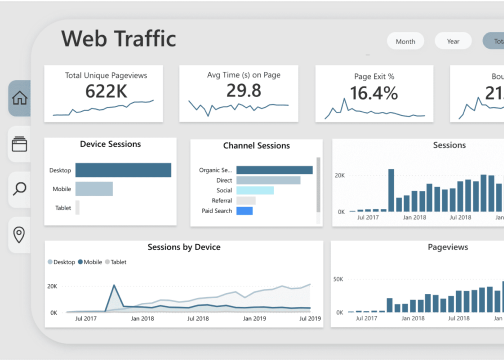 Web Traffic
Month
Year
Tot
Total Unique Pageviews
622K
Avg Time (s) on Page
29.8
Page Exit %
16.4%
Bou
21
Device Sessions
Desktop
Mobile
Tablet
Channel Sessions
Organic Se...
Direct
Social
Referral
Paid Search
Sessions
20K
0K
Jul 2017
Jan 2018
Jul 2018
Jan
Sessions by Device
Desktop Mobile Tablet
20K
0K
Jul 2017
Jan 2018
Jul 2018
Jan 2019
Jul 2019
Pageviews
50K
0K
Jul 2017
Jan 2018
Jul 2018
Jan